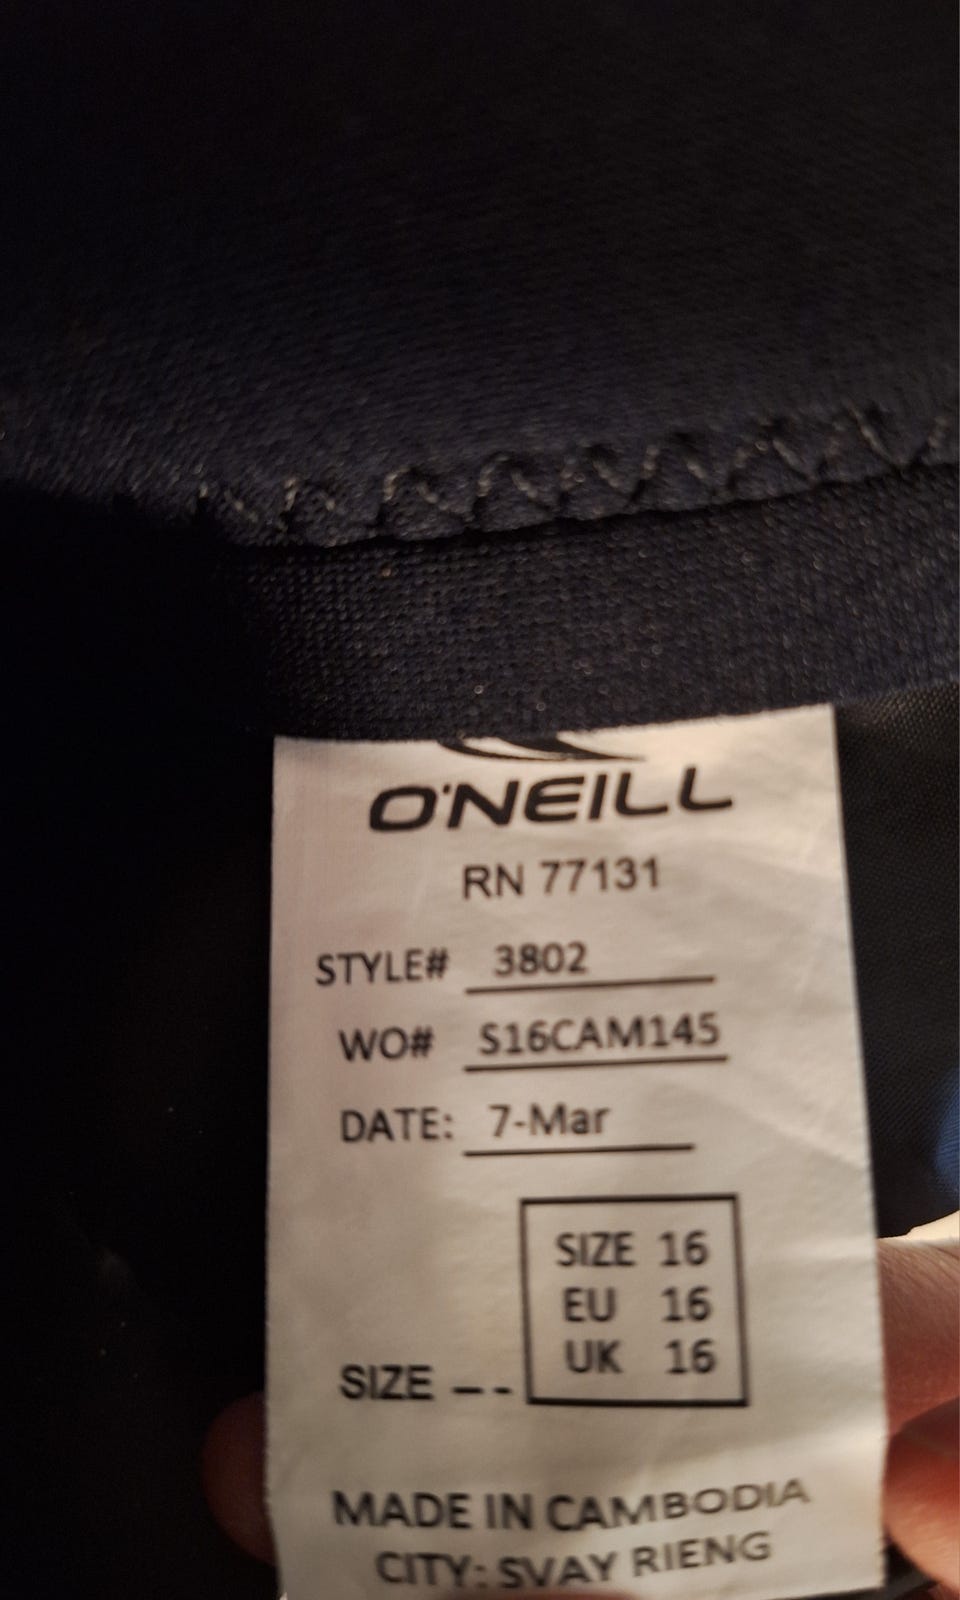 O'NEILL
RN 77131
STYLE# 3802
WO# S16CAM145
DATE: 7-Mar
SIZE 16
EU 16
UK 16
SIZE --
MADE IN CAMBODIA
CITY: SVAY RIENG